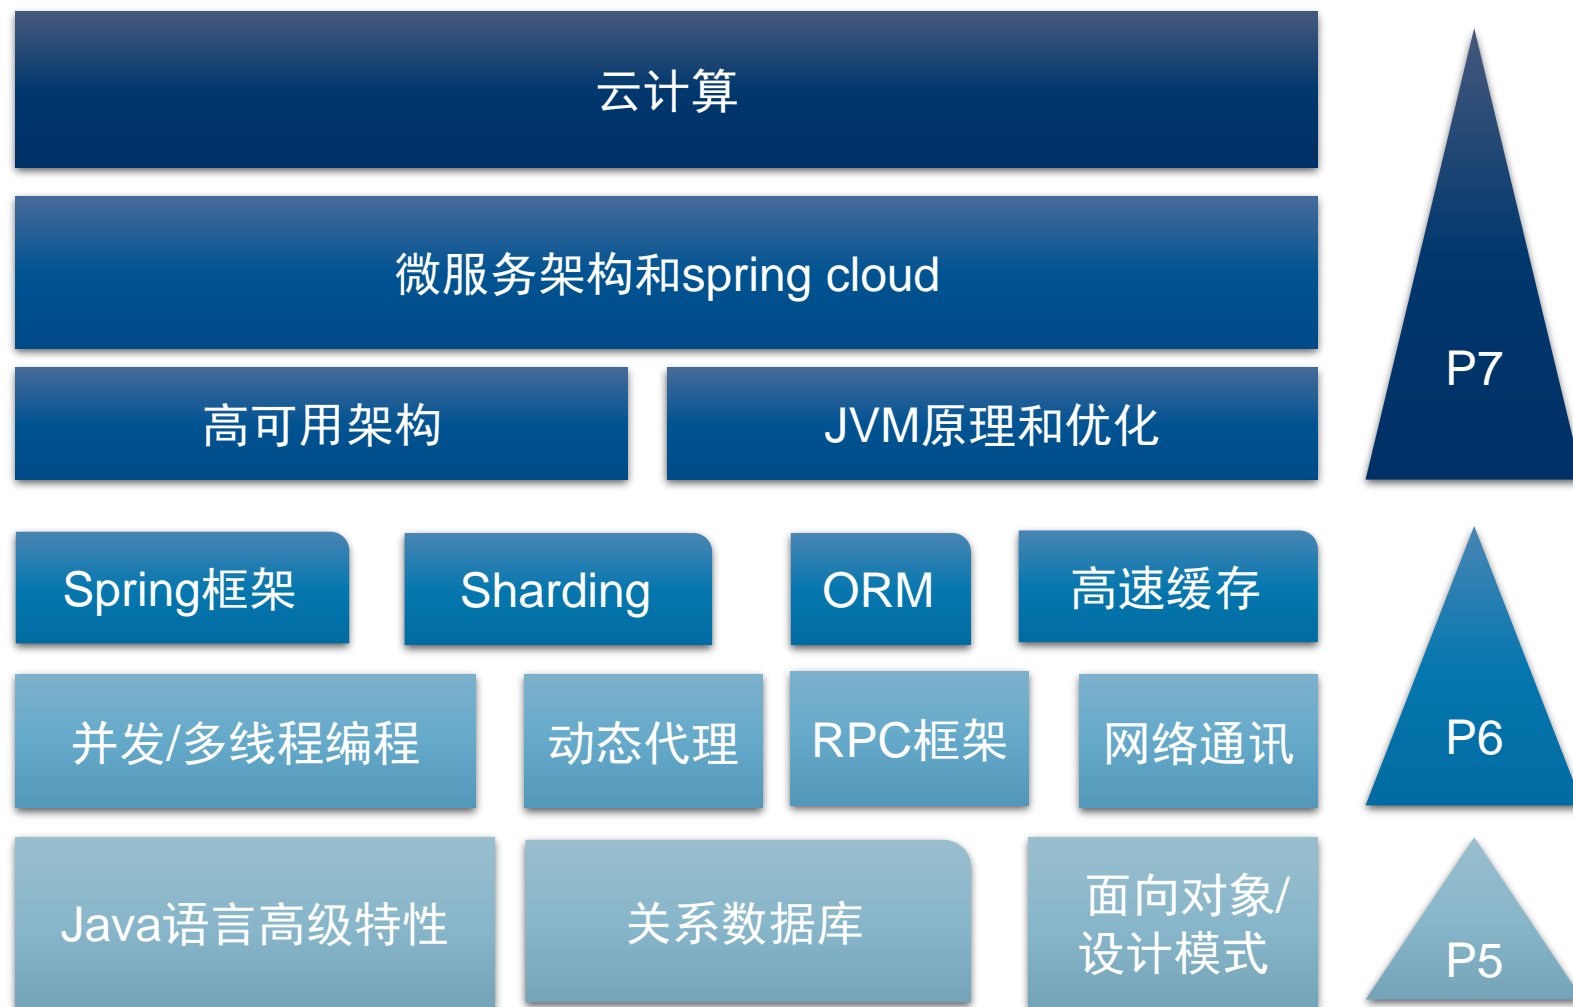 云计算
微服务架构和spring cloud
P7
高可用架构
JVM原理和优化
Spring框架
Sharding
ORM
高速缓存
并发/多线程编程
动态代理
RPC框架
网络通讯
P6
Java语言高级特性
关系数据库
面向对象/
设计模式
P5